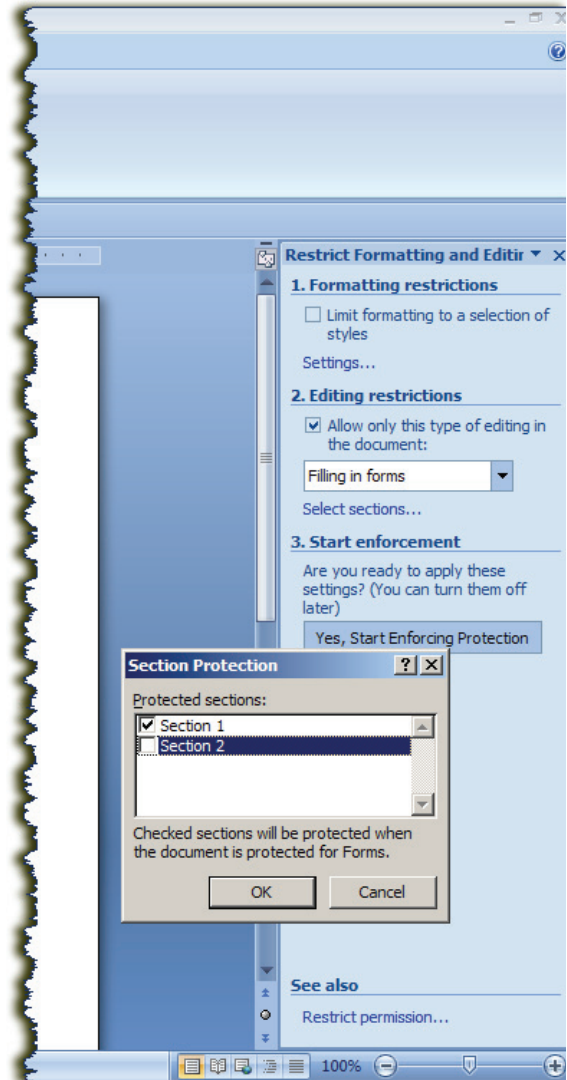 Restrict Formatting and Editir
1. Formatting restrictions
Limit formatting to a selection of
styles
Settings...
2. Editing restrictions
Allow only this type of editing in
the document:
Filling in forms
Select sections...
3. Start enforcement
Are you ready to apply these
settings? (You can turn them off
later)
Yes, Start Enforcing Protection
Section Protection
Protected sections:
Section 1
Section 2
Checked sections will be protected when
the document is protected for Forms.
OK Cancel
See also
Restrict permission...
100%